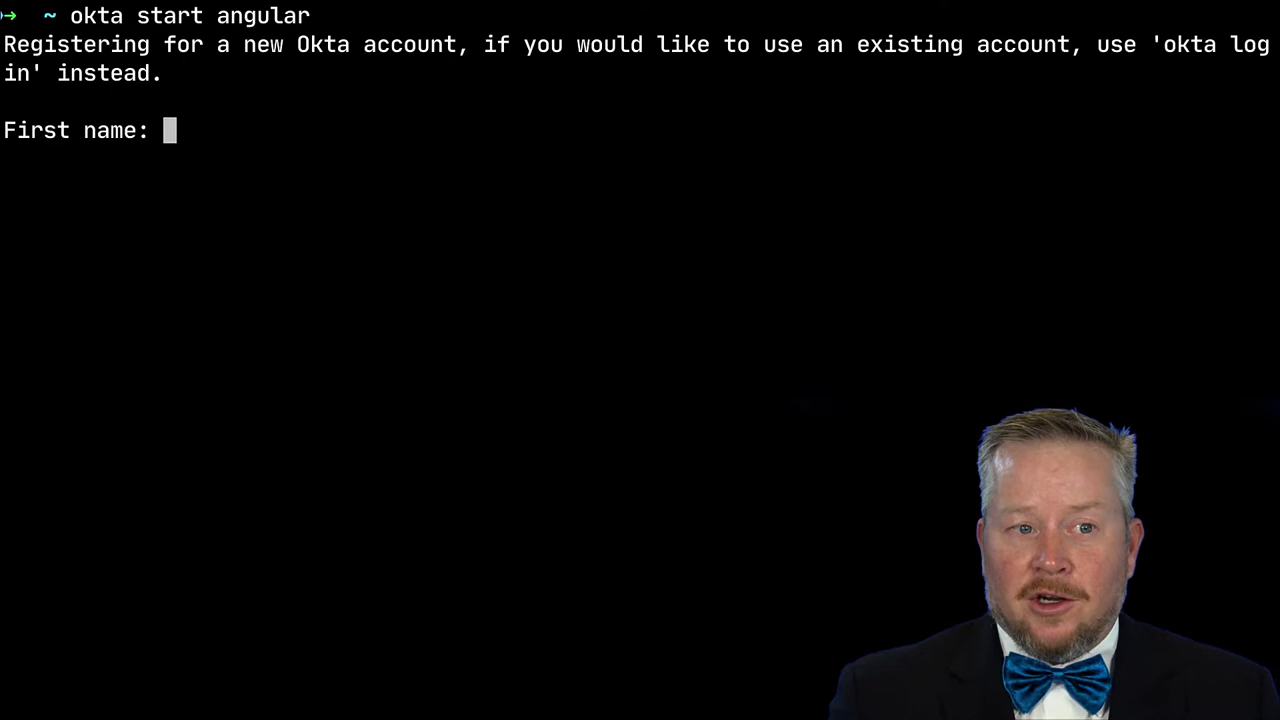 → ~ okta start angular
Registering for a new Okta account, if you would like to use an existing account, use 'okta log
in' instead.
First name: